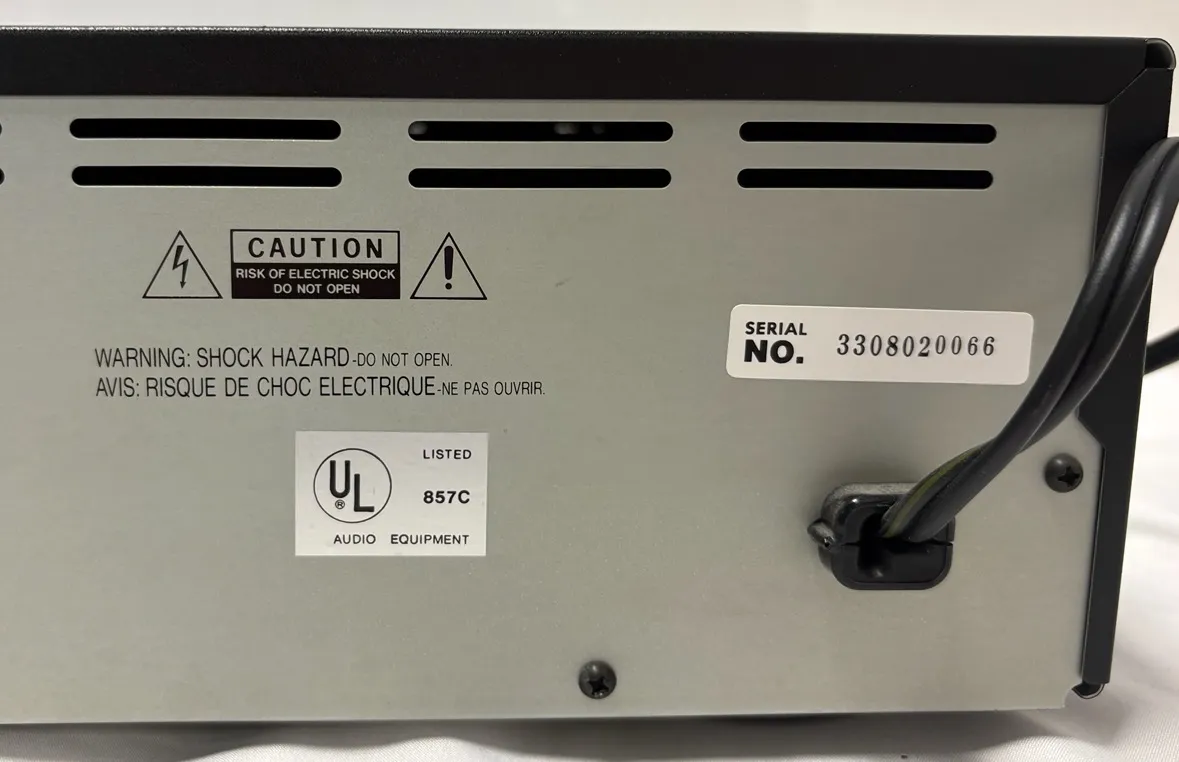 CAUTION
RISK OF ELECTRIC SHOCK
DO NOT OPEN
WARNING: SHOCK HAZARD-DO NOT OPEN.
AVIS: RISQUE DE CHOC ELECTRIQUE-NE PAS OUVRIR.
SERIAL
NO. 3308020066
LISTED
UL ®
857C
AUDIO EQUIPMENT